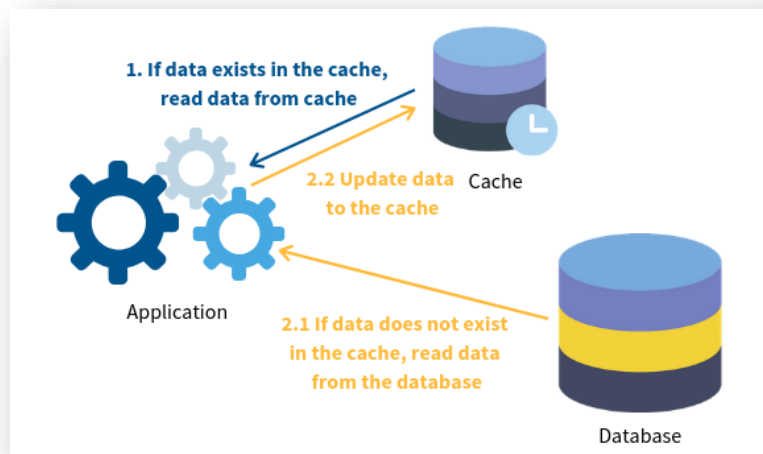 1. If data exists in the cache,
read data from cache
2.2 Update data
to the cache
Cache
Application
2.1 If data does not exist
in the cache, read data
from the database
Database